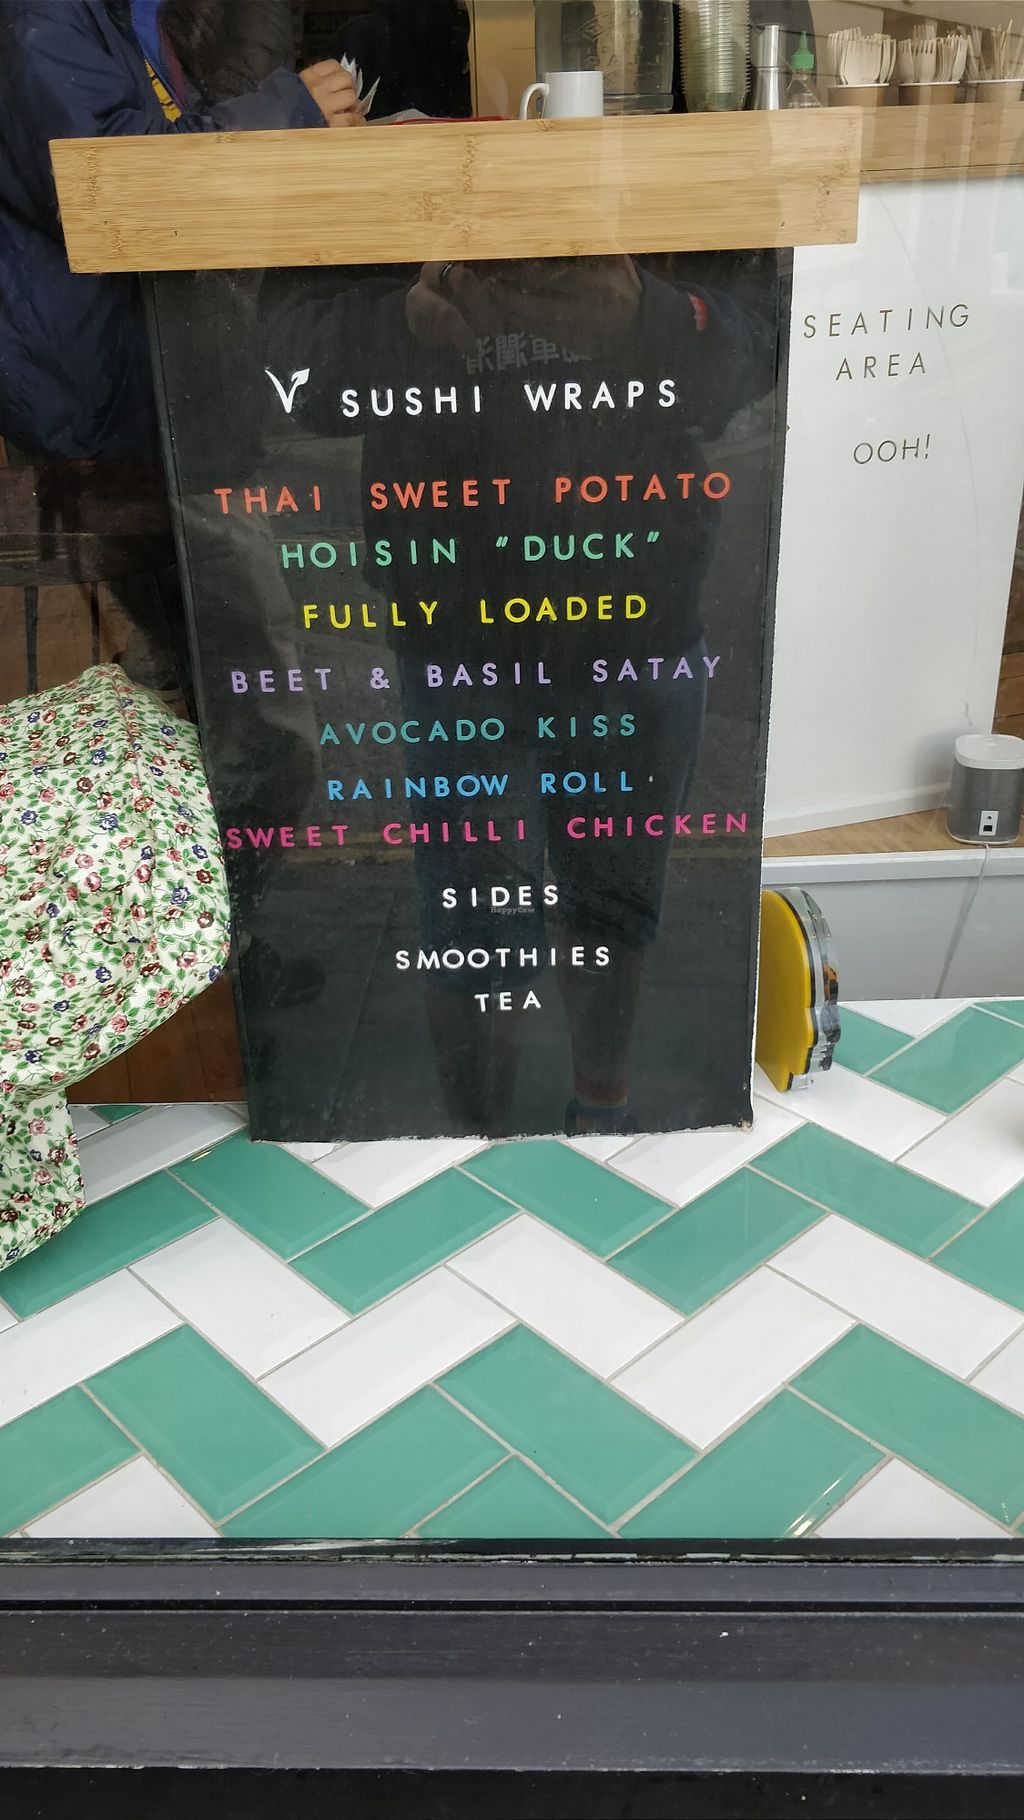 V SUSHI WRAPS
THAI SWEET POTATO
HOISIN "DUCK"
FULLY LOADED
BEET & BASIL SATAY
AVOCADO KISS
RAINBOW ROLL
SWEET CHILLI CHICKEN
SIDES
HappyCow
SMOOTHIES
TEA
SEATING
AREA
OOH!